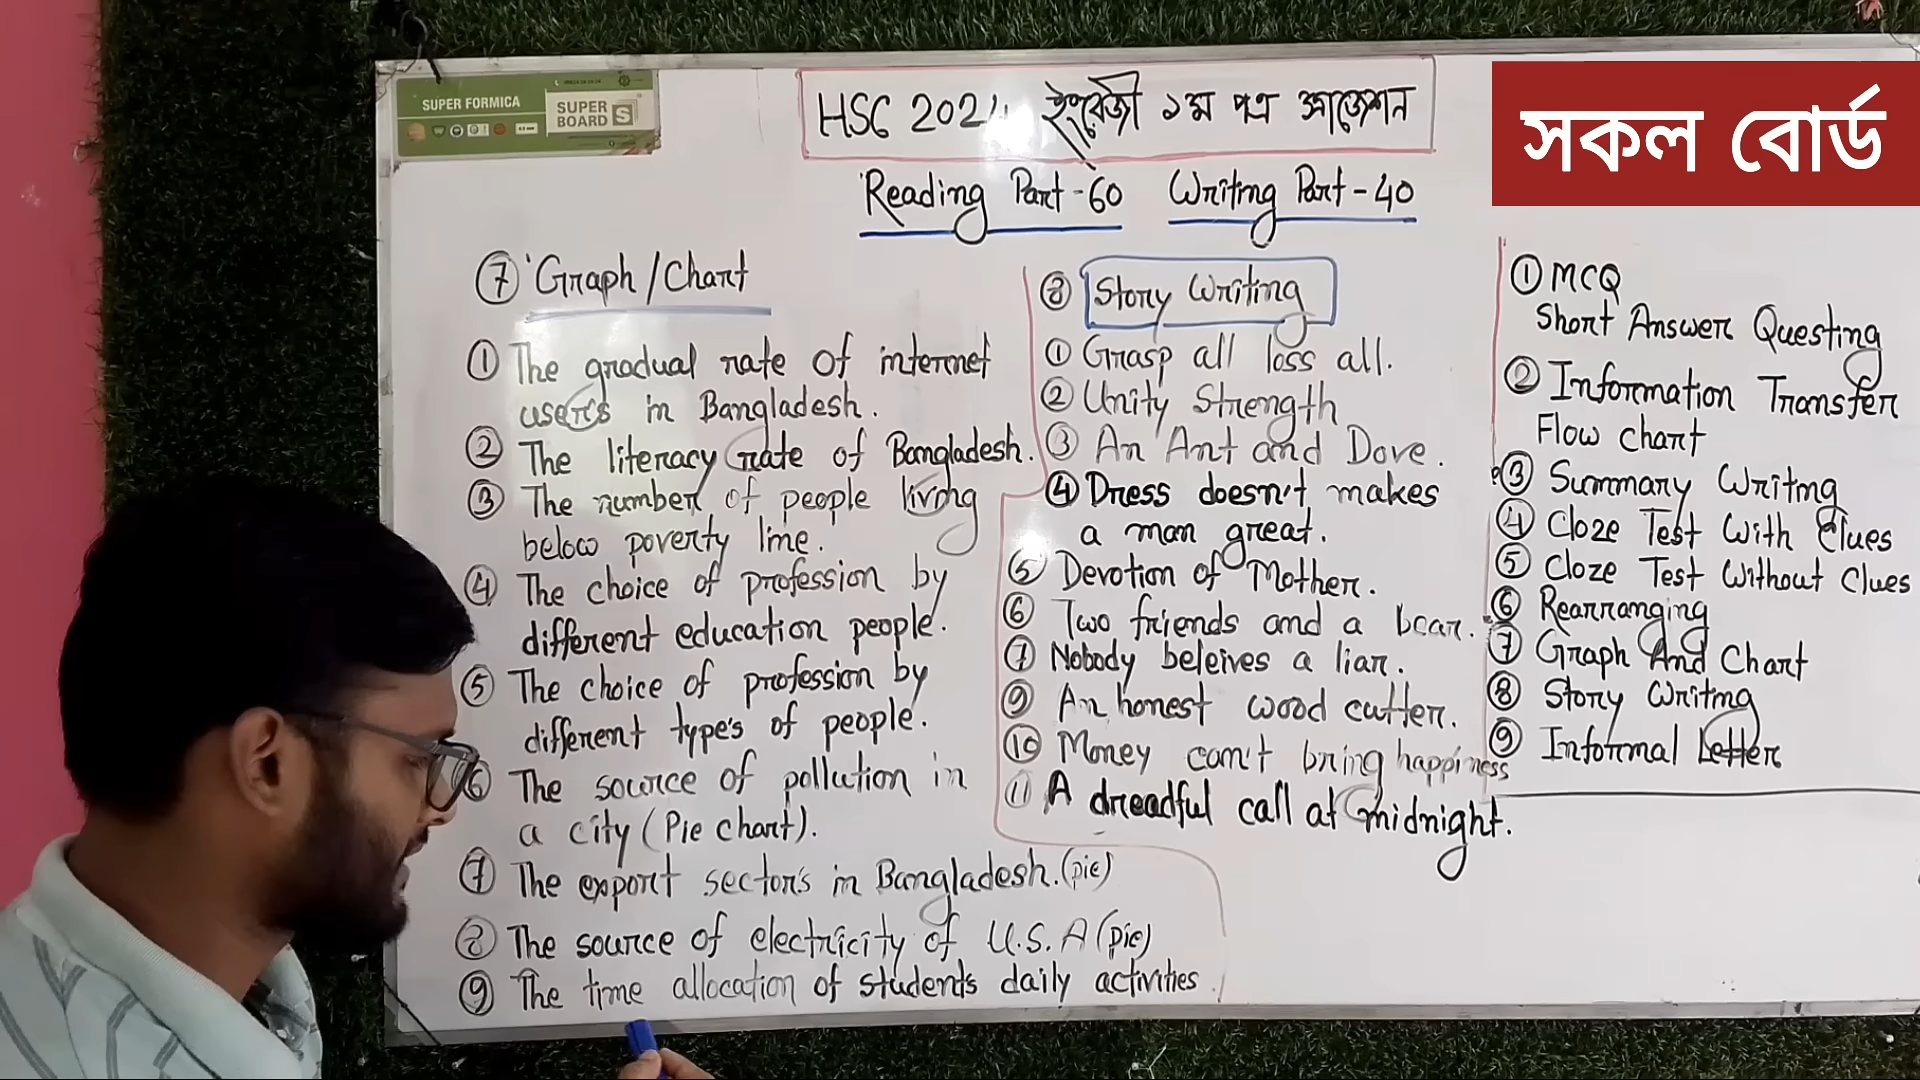 SUPER FORMICA
SUPER BOARD
HSC 202 ইংরেজী ১ম পত্র সাজেশন
সকল বোর্ড
Reading Part-60 Writing Part-40
⑦ Graph/Chart
① The gradual rate of internet
users in Bangladesh.
② The literacy rate of Bangladesh.
③ The number of people living
below poverty line.
④ The choice of profession by
different education people.
⑤ The choice of profession by
different type's of people.
⑥ The source of pollution in
a city (Pie chart).
⑦ The export sectors in Bangladesh. (pie)
⑧ The source of electricity of U.S.A (pie)
⑨ The time allocation of students daily activities
⑧ Story Writing
① Grasp all loss all.
② Unity Strength
③ An Ant and Dove.
④ Dress doesn't makes
a man great.
⑤ Devotion of Mother.
⑥ Two friends and a bear.
⑦ Nobody beleives a liar.
⑨ An honest wood cutter.
⑩ Money can't bring happiness
⑪ A dreadful call at midnight.
① MCQ
Short Answer Questing
② Information Transfer
Flow chart
③ Summary Writing
④ Cloze Test With Clues
⑤ Cloze Test Without Clues
⑥ Rearranging
⑦ Graph And Chart
⑧ Story Writing
⑨ Informal Letter